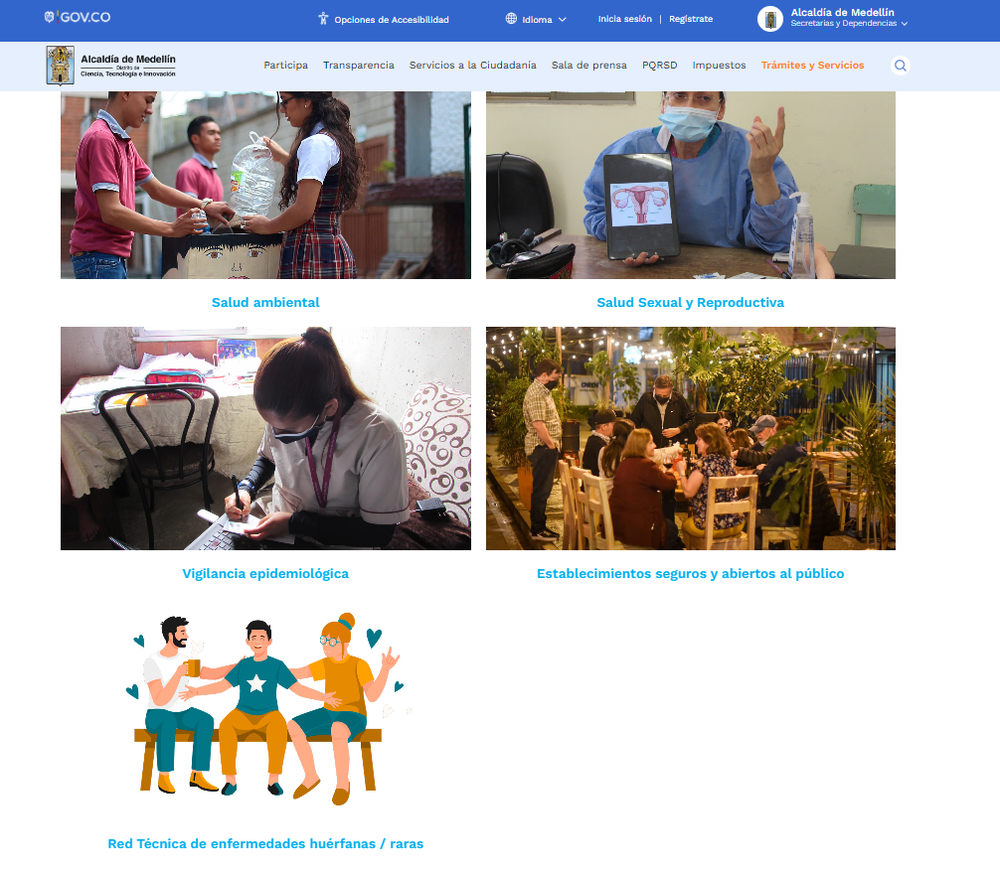 GOV.CO
Opciones de Accesibilidad
Idioma
Inicia sesión | Regístrate
Alcaldía de Medellín
Secretarías y Dependencias
Alcaldía de Medellín
Distrito de
Ciencia, Tecnología e Innovación
Participa Transparencia Servicios a la Ciudadanía Sala de prensa PQRSD Impuestos Trámites y Servicios
Salud ambiental
Salud Sexual y Reproductiva
Vigilancia epidemiológica
Establecimientos seguros y abiertos al público
Red Técnica de enfermedades huérfanas / raras